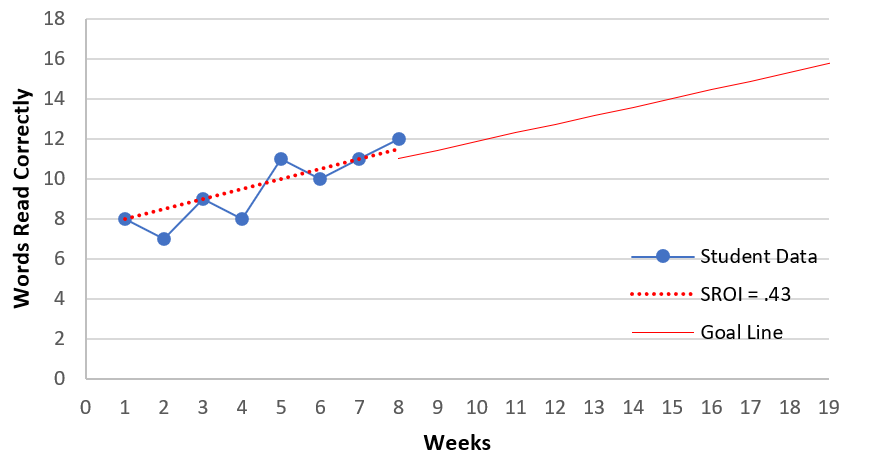 18
16
14
12
10
8
6
4
2
0
Words Read Correctly
Student Data
SROI = .43
Goal Line
0 1 2 3 4 5 6 7 8 9 10 11 12 13 14 15 16 17 18 19
Weeks